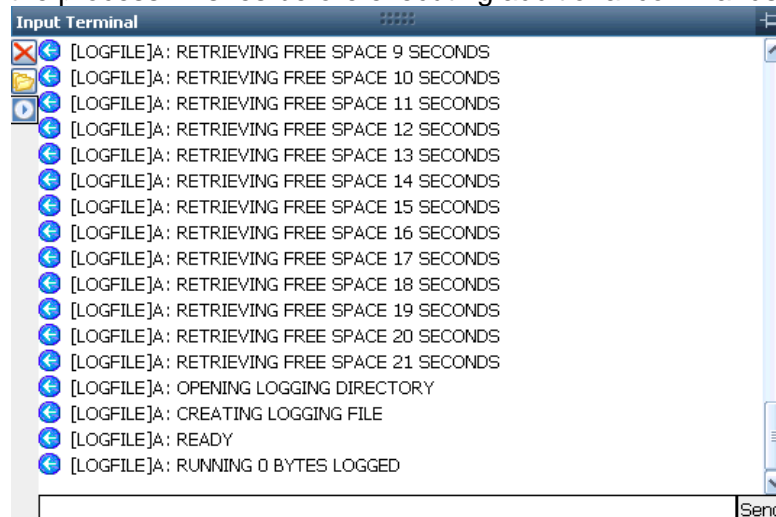 Input Terminal
[LOGFILE]A: RETRIEVING FREE SPACE 9 SECONDS
[LOGFILE]A: RETRIEVING FREE SPACE 10 SECONDS
[LOGFILE]A: RETRIEVING FREE SPACE 11 SECONDS
[LOGFILE]A: RETRIEVING FREE SPACE 12 SECONDS
[LOGFILE]A: RETRIEVING FREE SPACE 13 SECONDS
[LOGFILE]A: RETRIEVING FREE SPACE 14 SECONDS
[LOGFILE]A: RETRIEVING FREE SPACE 15 SECONDS
[LOGFILE]A: RETRIEVING FREE SPACE 16 SECONDS
[LOGFILE]A: RETRIEVING FREE SPACE 17 SECONDS
[LOGFILE]A: RETRIEVING FREE SPACE 18 SECONDS
[LOGFILE]A: RETRIEVING FREE SPACE 19 SECONDS
[LOGFILE]A: RETRIEVING FREE SPACE 20 SECONDS
[LOGFILE]A: RETRIEVING FREE SPACE 21 SECONDS
[LOGFILE]A: OPENING LOGGING DIRECTORY
[LOGFILE]A: CREATING LOGGING FILE
[LOGFILE]A: READY
[LOGFILE]A: RUNNING 0 BYTES LOGGED
Send